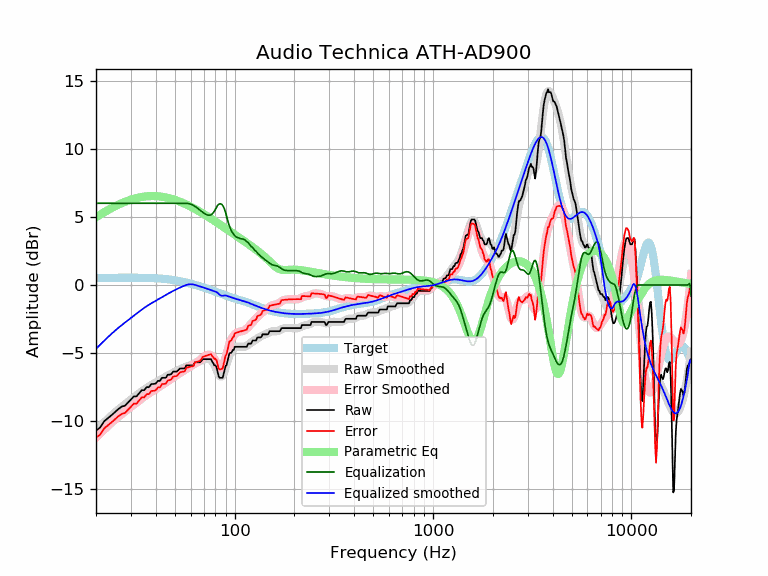 Audio Technica ATH-AD900
Amplitude (dBr)
15
10
5
0
−5
−10
−15
Target
Raw Smoothed
Error Smoothed
Raw
Error
Parametric Eq
Equalization
Equalized smoothed
100
1000
10000
Frequency (Hz)